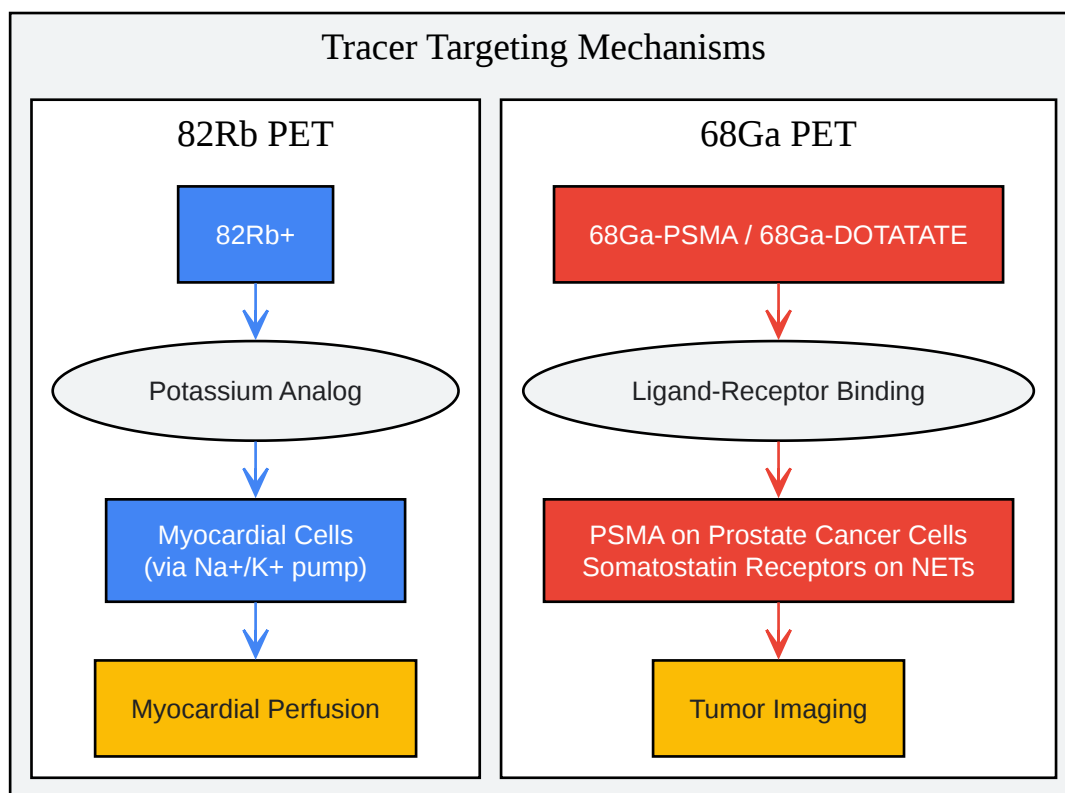 Tracer Targeting Mechanisms
82Rb PET
82Rb+
Potassium Analog
Myocardial Cells
(via Na+/K+ pump)
Myocardial Perfusion
68Ga PET
68Ga-PSMA / 68Ga-DOTATATE
Ligand-Receptor Binding
PSMA on Prostate Cancer Cells
Somatostatin Receptors on NETs
Tumor Imaging